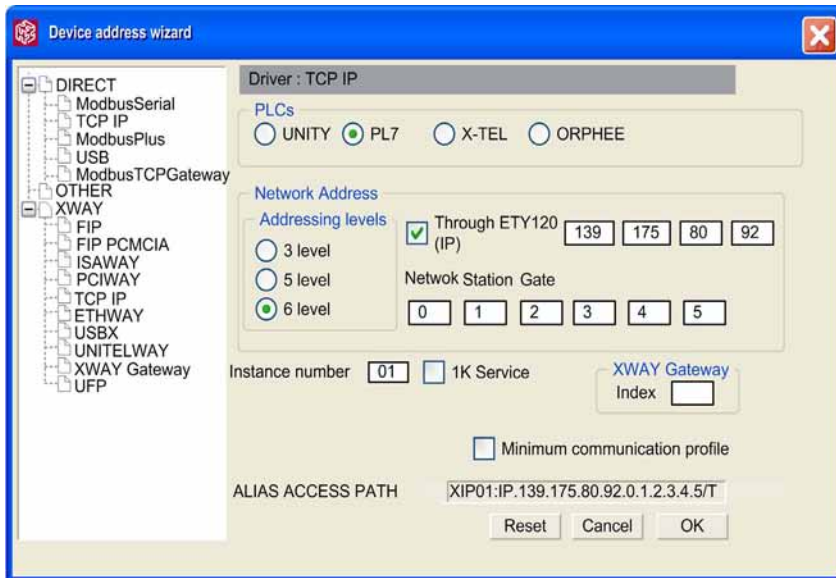 Device address wizard
DIRECT
ModbusSerial
TCP IP
ModbusPlus
USB
ModbusTCPGateway
OTHER
XWAY
FIP
FIP PCMCIA
ISAWAY
PCIWAY
TCP IP
ETHWAY
USBX
UNITELWAY
XWAY Gateway
UFP
Driver : TCP IP
PLCs
UNITY PL7 X-TEL ORPHEE
Network Address
Addressing levels
3 level
5 level
6 level
Through ETY120 139 175 80 92
(IP)
Netwok Station Gate
0 1 2 3 4 5
Instance number 01 1K Service
XWAY Gateway
Index
Minimum communication profile
ALIAS ACCESS PATH XIP01:IP.139.175.80.92.0.1.2.3.4.5/T
Reset Cancel OK